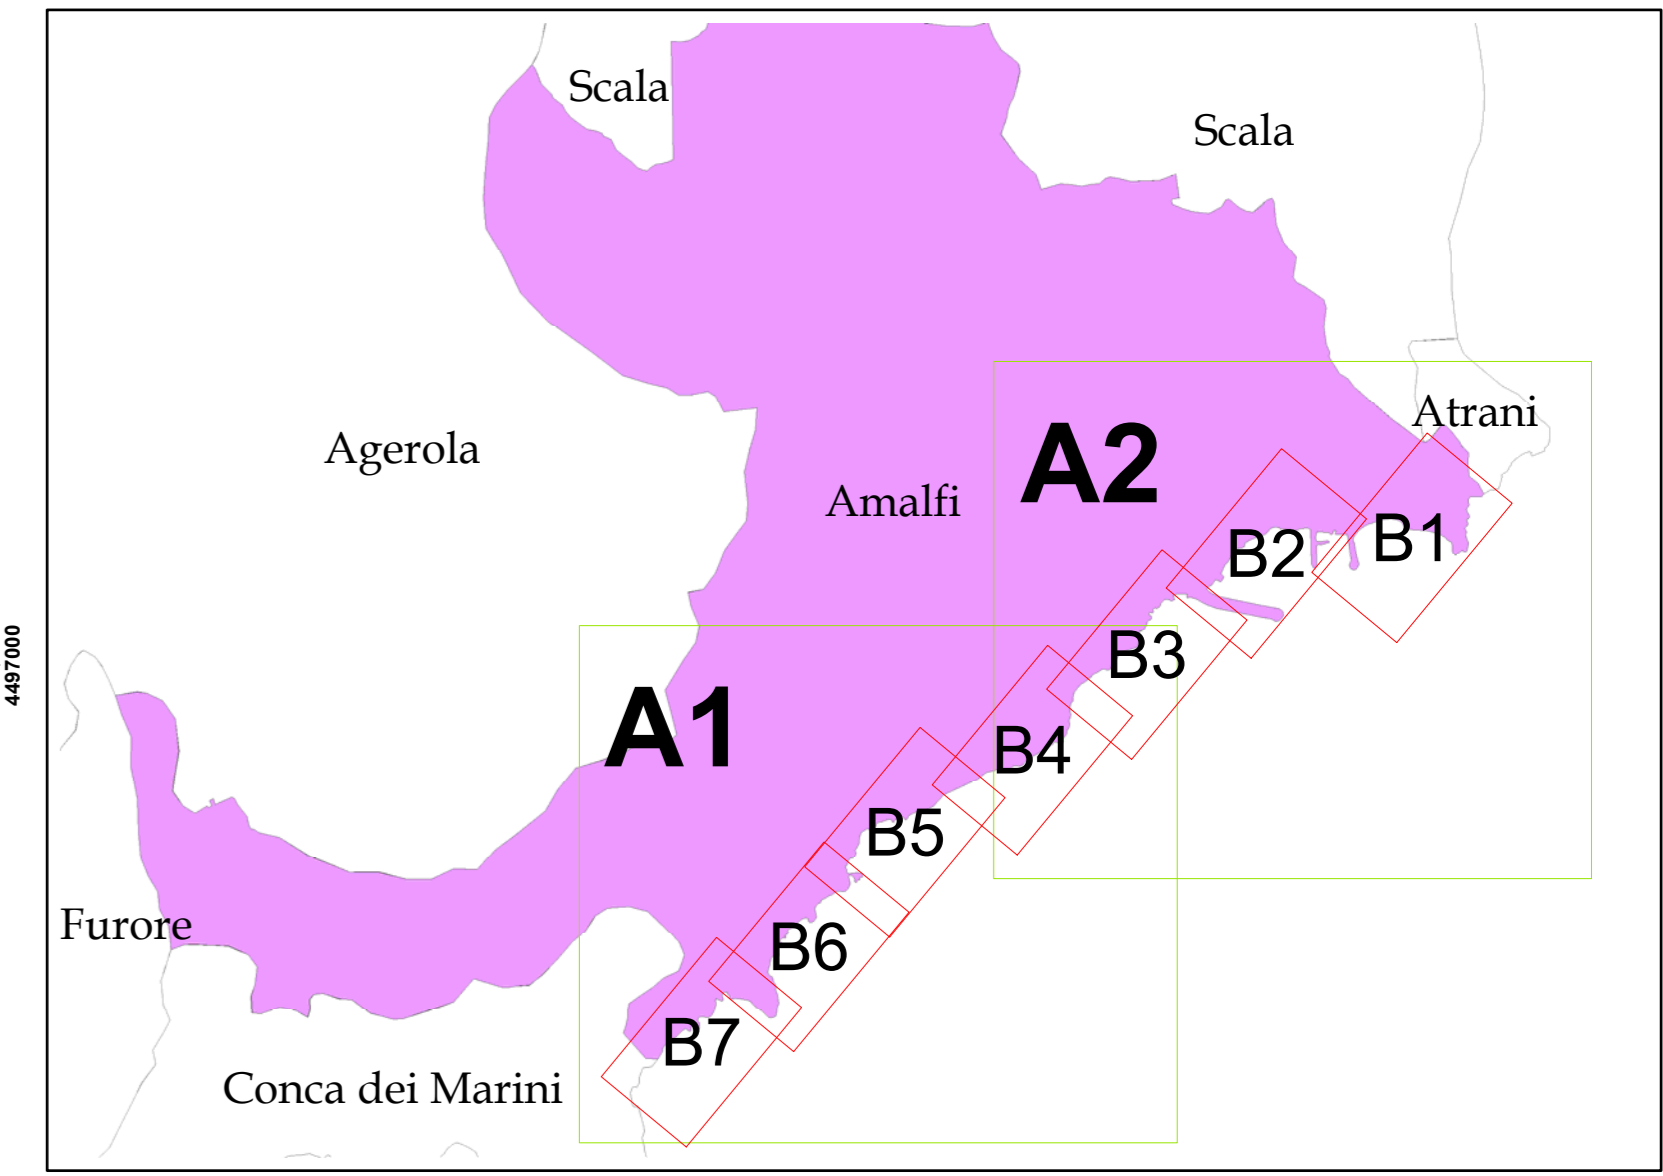 Scala
Scala
Atrani
A2
Agerola
Amalfi
B1
B2
B3
4497000
A1
B4
B5
Furore
B6
B7
Conca dei Marini